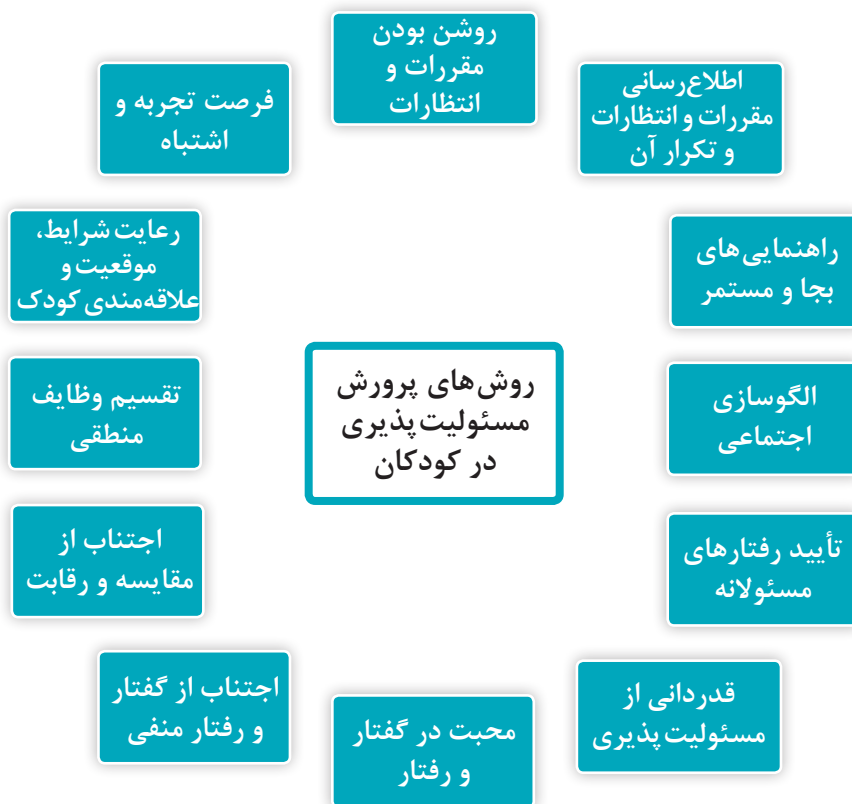 روشن بودن
مقررات و
انتظارات
اطلاع‌رسانی
مقررات و انتظارات
و تکرار آن
راهنمایی‌های
بجا و مستمر
الگوسازی
اجتماعی
تأیید رفتارهای
مسئولانه
قدردانی از
مسئولیت‌پذیری
محبت در گفتار
و رفتار
اجتناب از گفتار
و رفتار منفی
اجتناب از
مقایسه و رقابت
تقسیم وظایف
منطقی
رعایت شرایط،
موقعیت و
علاقه‌مندی کودک
فرصت تجربه و
اشتباه
روش‌های پرورش
مسئولیت‌پذیری
در کودکان